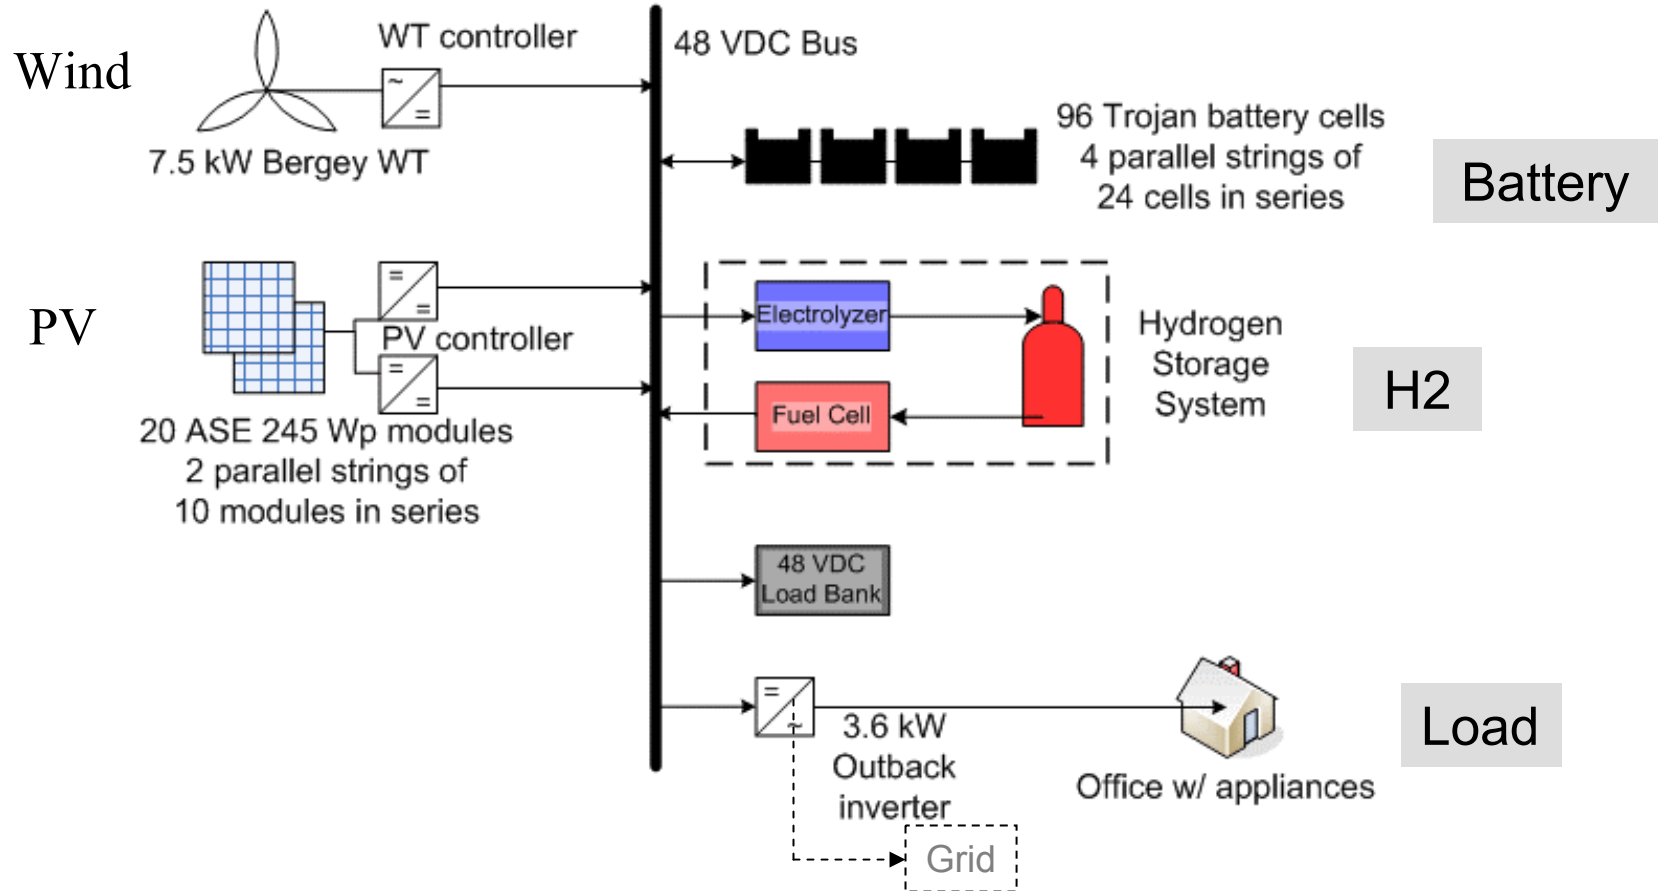 Wind
WT controller
~
=
7.5 kW Bergey WT
48 VDC Bus
96 Trojan battery cells
4 parallel strings of
24 cells in series
Battery
PV
=
=
PV controller
=
=
20 ASE 245 Wp modules
2 parallel strings of
10 modules in series
Electrolyzer
Fuel Cell
Hydrogen
Storage
System
H2
48 VDC
Load Bank
=
~
3.6 kW
Outback
inverter
Office w/ appliances
Load
Grid